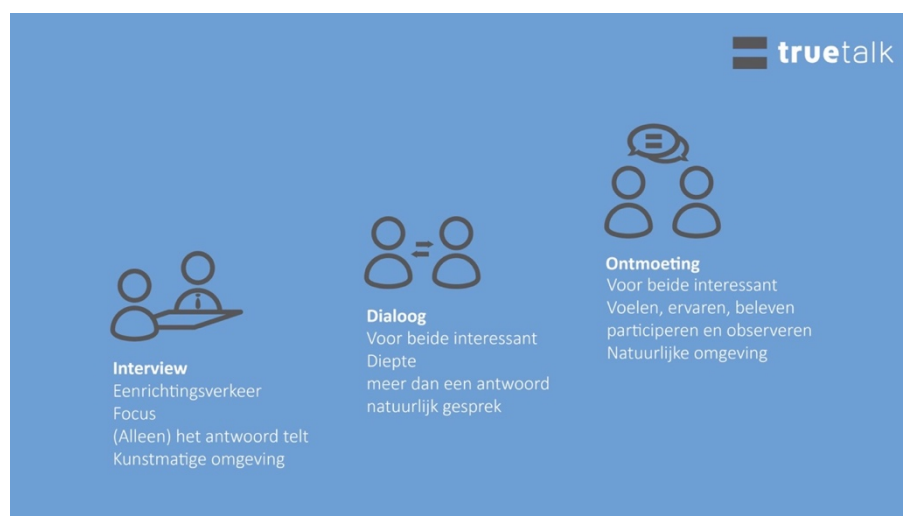 truetalk
Interview
Eenrichtingsverkeer
Focus
(Alleen) het antwoord telt
Kunstmatige omgeving
Dialoog
Voor beide interessant
Diepte
meer dan een antwoord
natuurlijk gesprek
Ontmoeting
Voor beide interessant
Voelen, ervaren, beleven
participeren en observeren
Natuurlijke omgeving